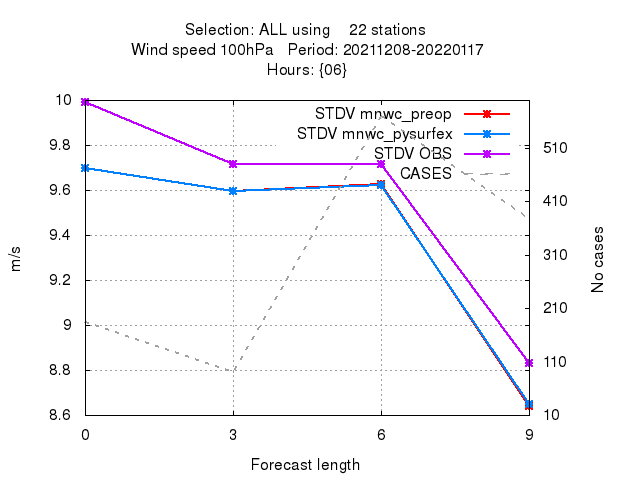 Selection: ALL using 22 stations
Wind speed 100hPa Period: 20211208-20220117
Hours: {06}
STDV mnwc_preop
STDV mnwc_pysurfex
STDV OBS
CASES
10
9.8
9.6
9.4
9.2
9
8.8
8.6
510
410
310
210
110
10
m/s
No cases
0 3 6 9
Forecast length